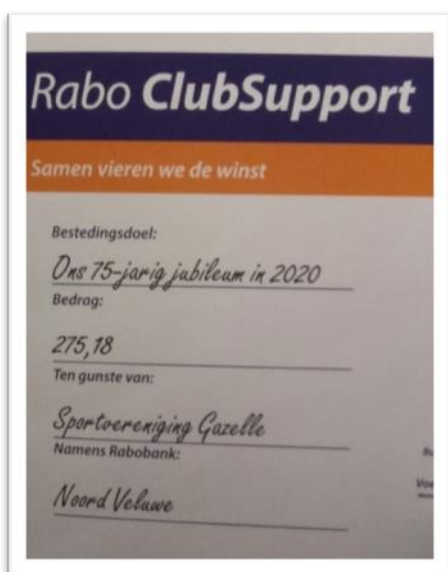 Rabo ClubSupport
Samen vieren we de winst
Bestedingsdoel:
Ons 75-jarig jubileum in 2020
Bedrag:
275,18
Ten gunste van:
Sportvereniging Gazelle
Namens Rabobank:
Noord Veluwe